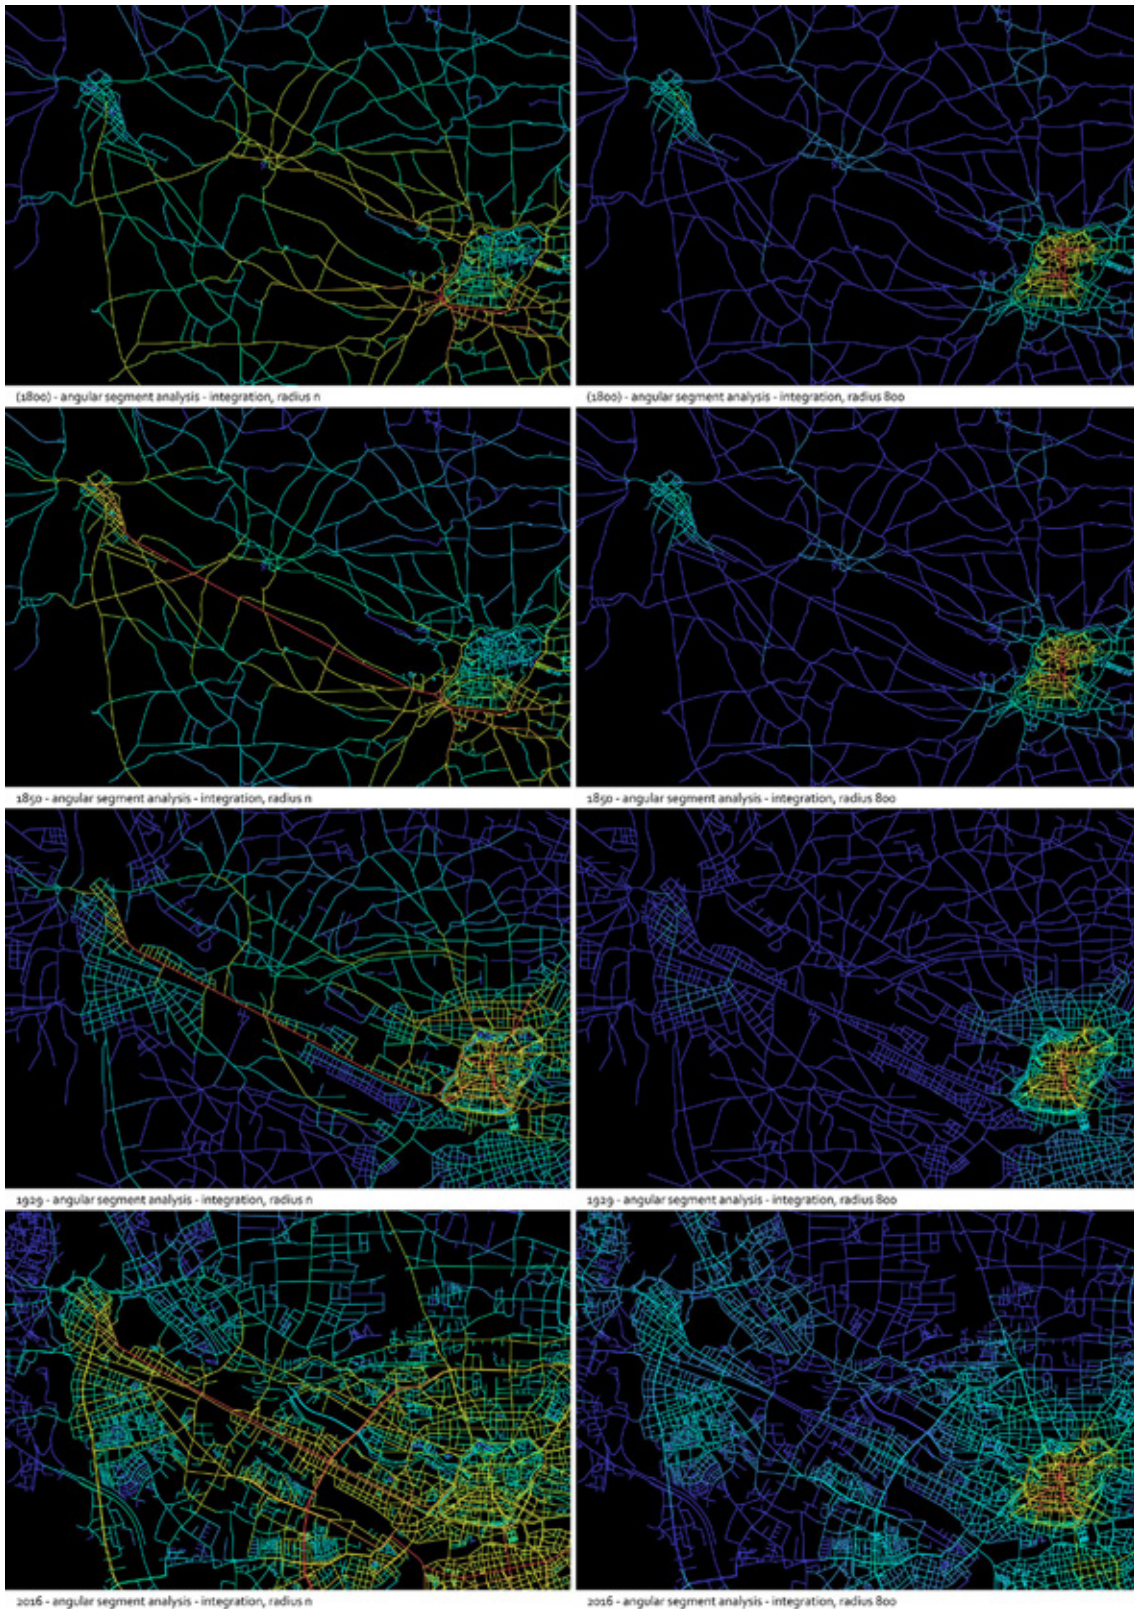 (1800) - angular segment analysis - integration, radius n
(1800) - angular segment analysis - integration, radius 800
1850 - angular segment analysis - integration, radius n
1850 - angular segment analysis - integration, radius 800
1929 - angular segment analysis - integration, radius n
1929 - angular segment analysis - integration, radius 800
2016 - angular segment analysis - integration, radius n
2016 - angular segment analysis - integration, radius 800